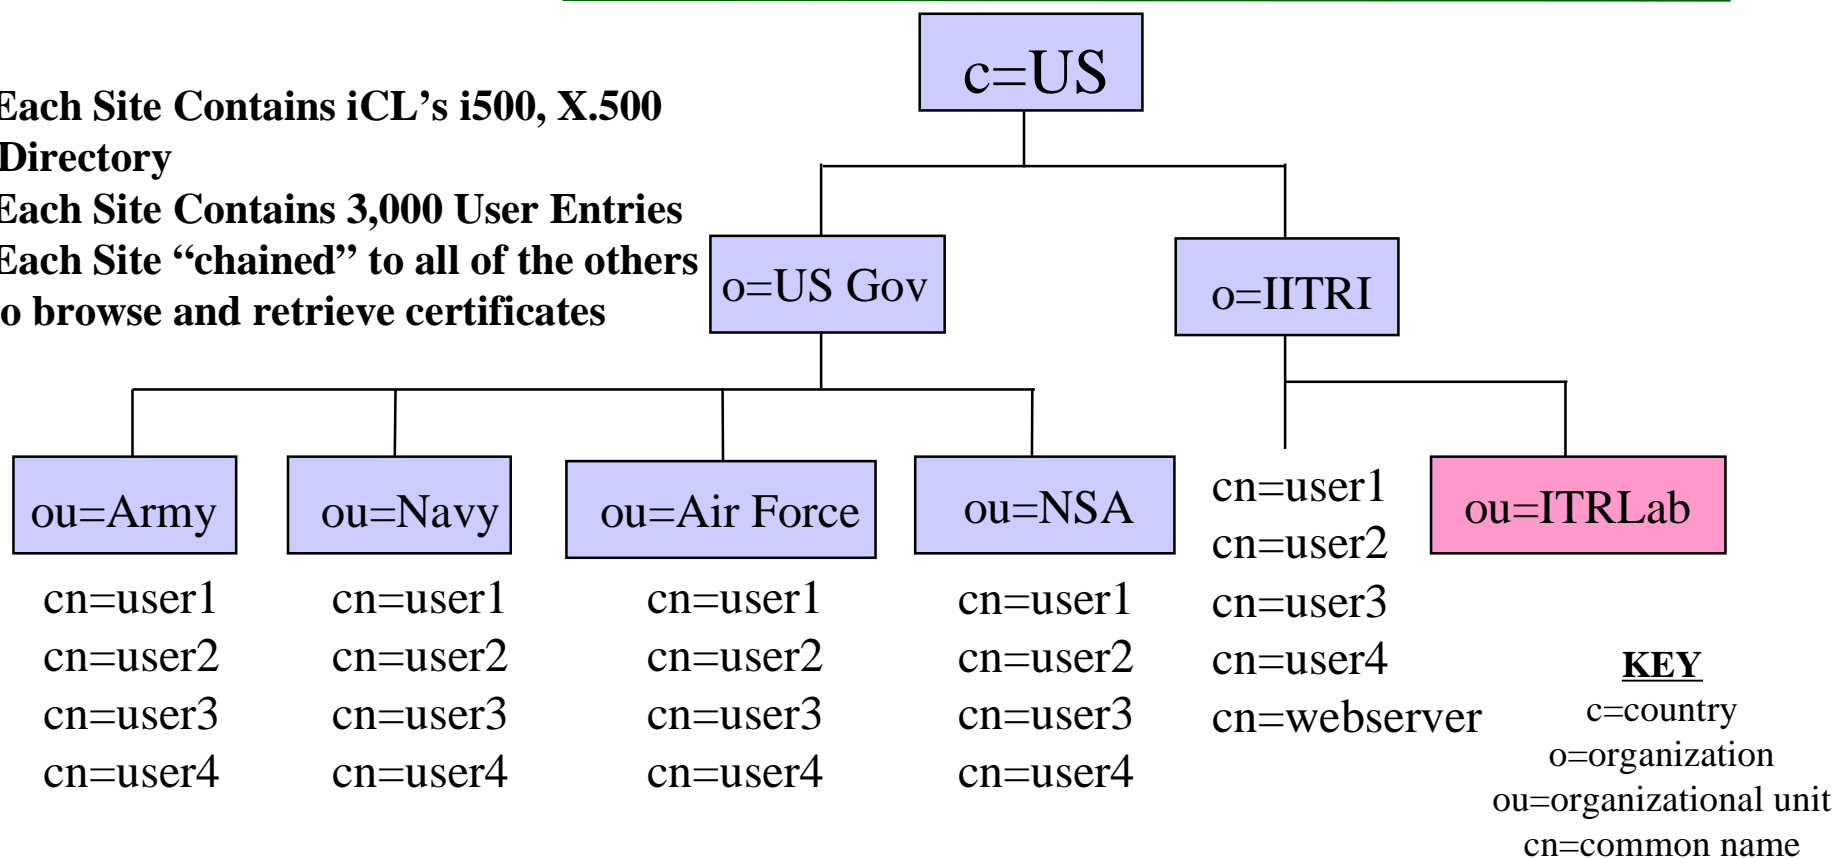 c=US
Each Site Contains iCL’s i500, X.500
Directory
Each Site Contains 3,000 User Entries
Each Site “chained” to all of the others
o browse and retrieve certificates
o=US Gov
o=IITRI
ou=Army
ou=Navy
ou=Air Force
ou=NSA
ou=ITRLab
cn=user1
cn=user2
cn=user3
cn=user4
cn=user1
cn=user2
cn=user3
cn=user4
cn=user1
cn=user2
cn=user3
cn=user4
cn=user1
cn=user2
cn=user3
cn=user4
cn=user1
cn=user2
cn=user3
cn=user4
cn=webserver
KEY
c=country
o=organization
ou=organizational unit
cn=common name